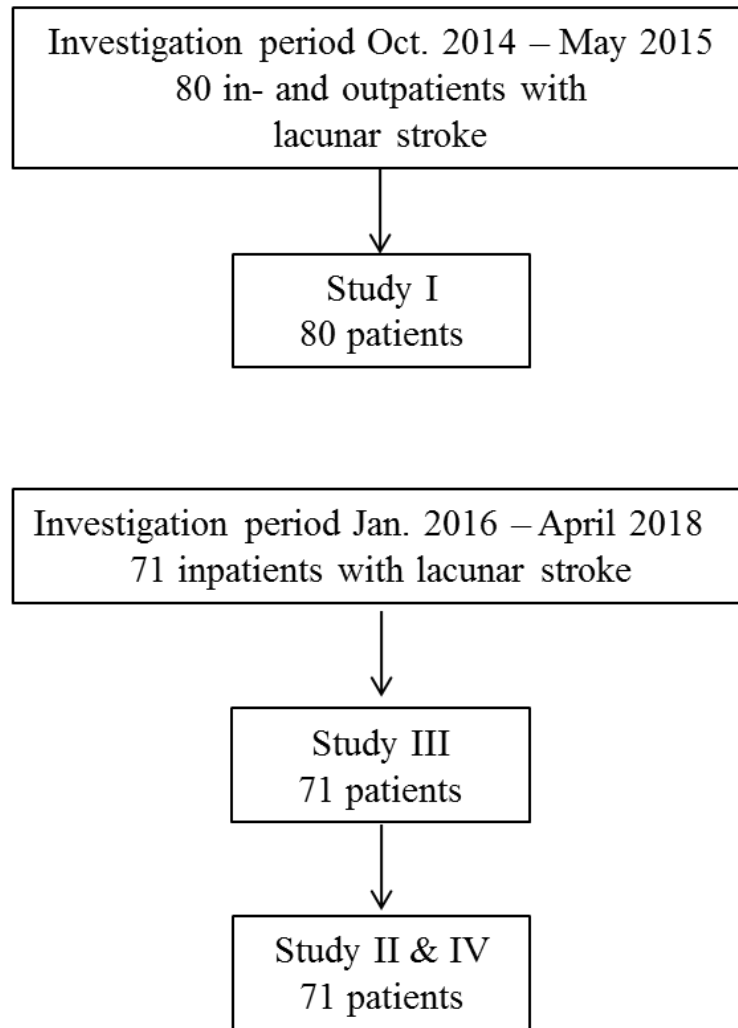 Investigation period Oct. 2014 – May 2015
80 in- and outpatients with
lacunar stroke
Study I
80 patients
Investigation period Jan. 2016 – April 2018
71 inpatients with lacunar stroke
Study III
71 patients
Study II & IV
71 patients